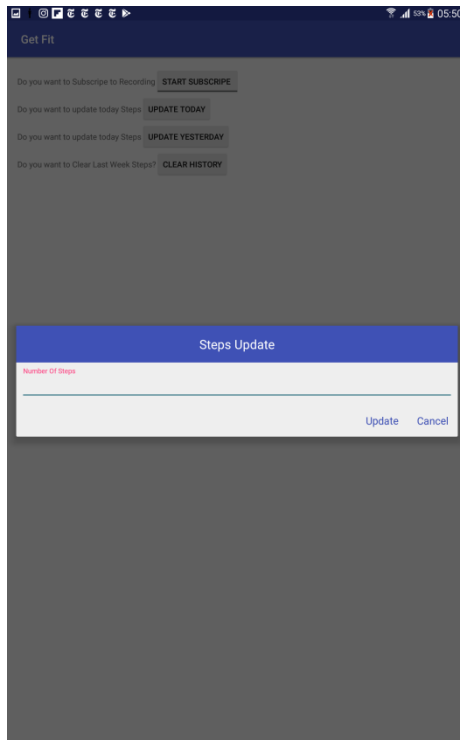 53% 05:50
Get Fit
Do you want to Subscripe to Recording START SUBSCRIPE
Do you want to update today Steps UPDATE TODAY
Do you want to update today Steps UPDATE YESTERDAY
Do you want to Clear Last Week Steps? CLEAR HISTORY
Steps Update
Number Of Steps
Update Cancel